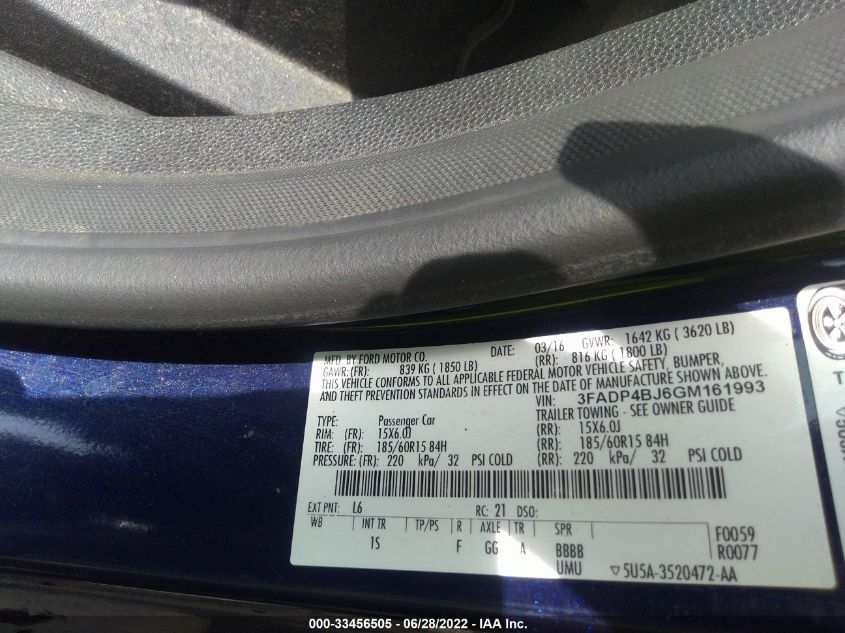 MFD. BY FORD MOTOR CO. DATE: 03/16 GVWR: 1642 KG ( 3620 LB)
GAWR: (FR): 839 KG ( 1850 LB) (RR): 816 KG ( 1800 LB)
THIS VEHICLE CONFORMS TO ALL APPLICABLE FEDERAL MOTOR VEHICLE SAFETY, BUMPER,
AND THEFT PREVENTION STANDARDS IN EFFECT ON THE DATE OF MANUFACTURE SHOWN ABOVE.
VIN: 3FADP4BJ6GM161993
TYPE: Passenger Car TRAILER TOWING - SEE OWNER GUIDE
RIM: (FR): 15X6.0J (RR): 15X6.0J
TIRE: (FR): 185/60R15 84H (RR): 185/60R15 84H
PRESSURE: (FR): 220 kPa/ 32 PSI COLD (RR): 220 kPa/ 32 PSI COLD
EXT PNT: L6 RC: 21 DSO:
WB INT TR TP/PS R AXLE TR SPR F0059
1S F GG A BBBB R0077
UMU ▽5U5A-3520472-AA
000-33456505 - 06/28/2022 - IAA Inc.